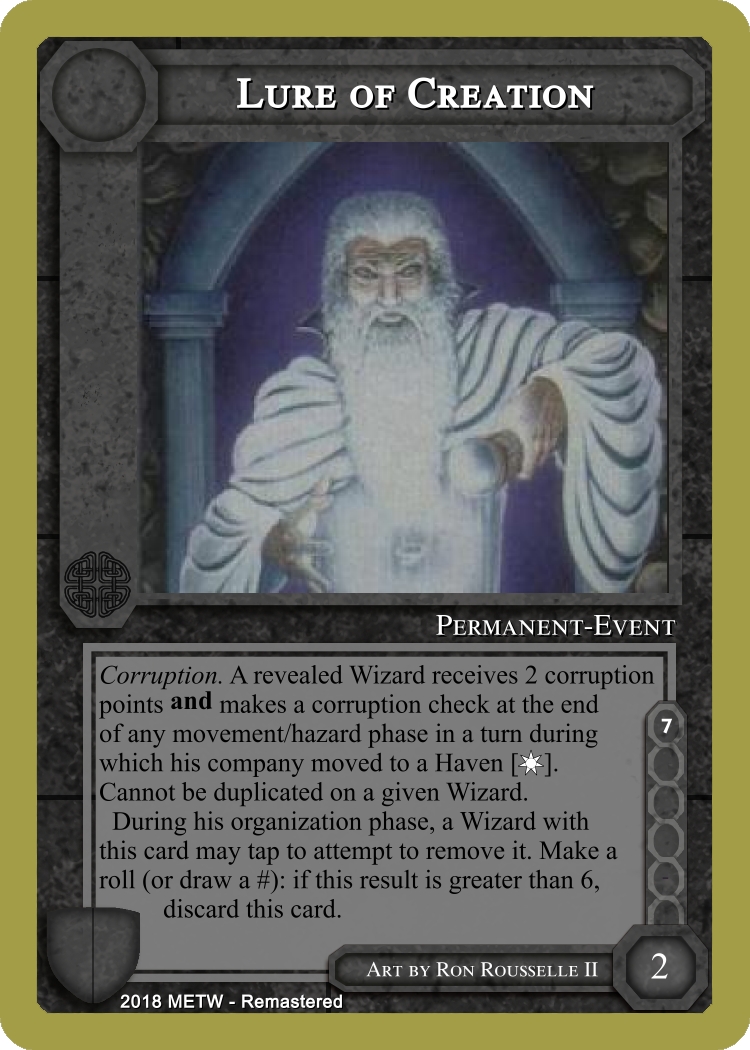 Lure of Creation
Permanent-Event
Corruption. A revealed Wizard receives 2 corruption
points and makes a corruption check at the end
of any movement/hazard phase in a turn during
which his company moved to a Haven [☀].
Cannot be duplicated on a given Wizard.
During his organization phase, a Wizard with
this card may tap to attempt to remove it. Make a
roll (or draw a #): if this result is greater than 6,
discard this card.
7
Art by Ron Rousselle II
2
2018 METW - Remastered